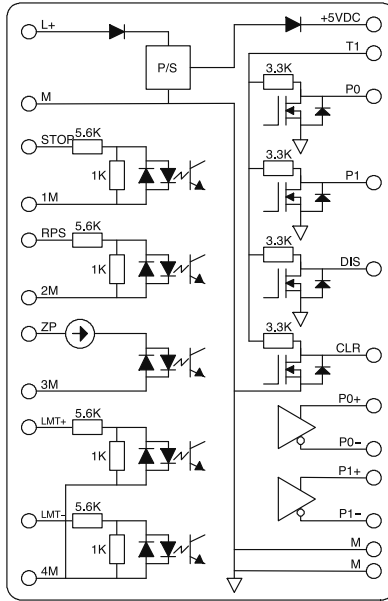 L+
P/S
M
STOP 5.6K
1K
1M
RPS 5.6K
1K
2M
ZP
3M
LMT+ 5.6K
1K
LMT− 5.6K
1K
4M
+5VDC
T1
3.3K
P0
3.3K
P1
3.3K
DIS
3.3K
CLR
P0+
P0−
P1+
P1−
M
M